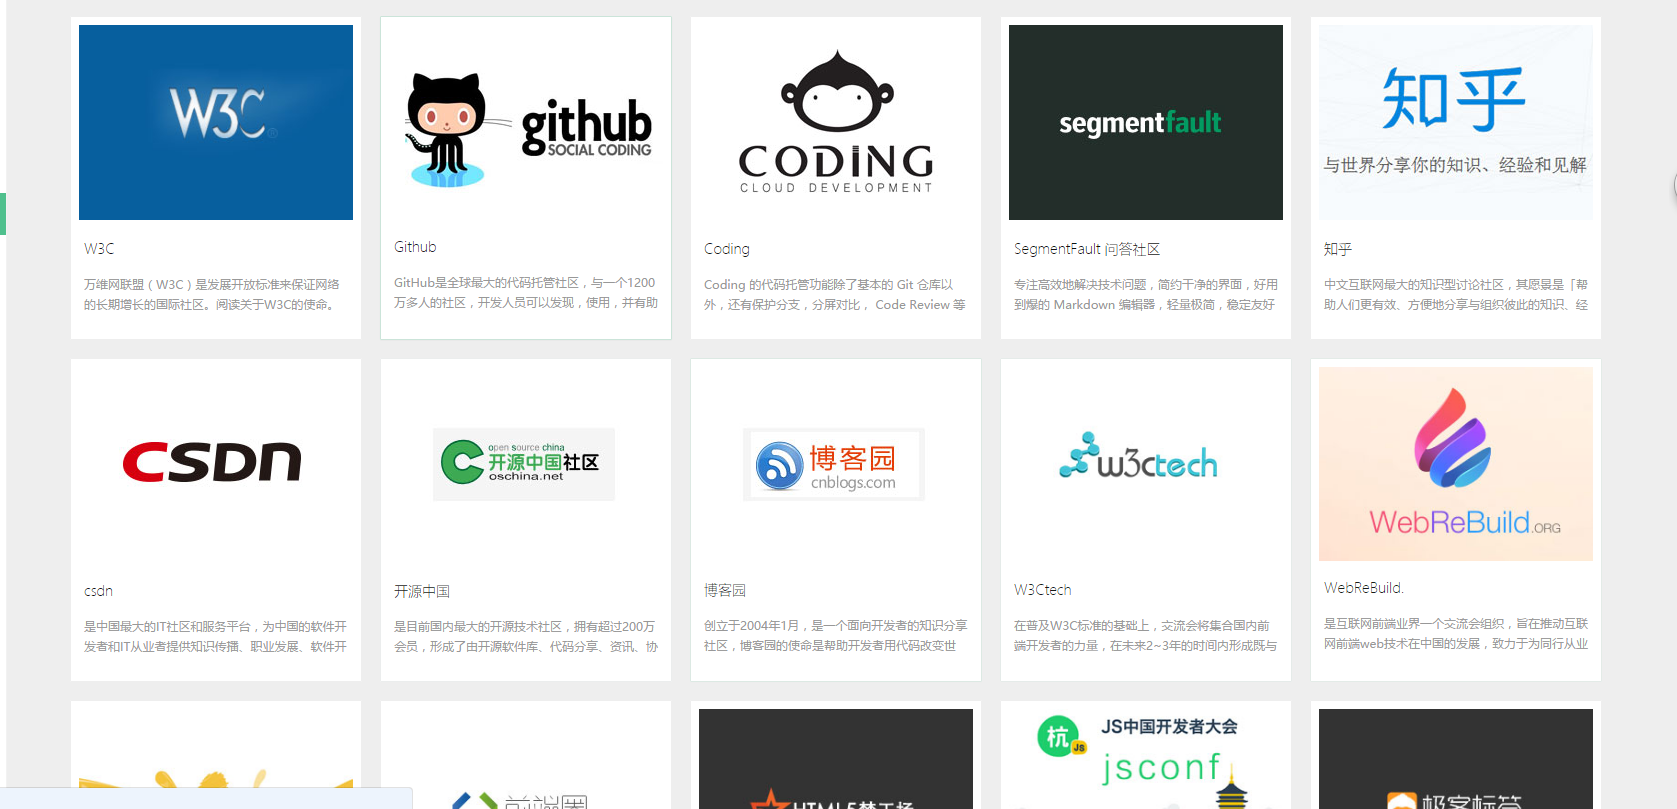 W3C
github
SOCIAL CODING
CODING
CLOUD DEVELOPMENT
segmentfault
知乎
与世界分享你的知识、经验和见解
W3C
万维网联盟（W3C）是发展开放标准来保证网络
的长期增长的国际社区。阅读关于W3C的使命。
Github
GitHub是全球最大的代码托管社区，与一个1200
万多人的社区，开发人员可以发现，使用，并有助
Coding
Coding 的代码托管功能除了基本的 Git 仓库以
外，还有保护分支，分屏对比， Code Review 等
SegmentFault 问答社区
专注高效地解决技术问题，简约干净的界面，好用
到爆的 Markdown 编辑器，轻量极简，稳定友好
知乎
中文互联网最大的知识型讨论社区，其愿景是「帮
助人们更有效、方便地分享与组织彼此的知识、经
CSDN
open source china
开源中国社区
oschina.net
博客园
cnblogs.com
w3ctech
WebReBuild.ORG
csdn
是中国最大的IT社区和服务平台，为中国的软件开
发者和IT从业者提供知识传播、职业发展、软件开
开源中国
是目前国内最大的开源技术社区，拥有超过200万
会员，形成了由开源软件库、代码分享、资讯、协
博客园
创立于2004年1月，是一个面向开发者的知识分享
社区，博客园的使命是帮助开发者用代码改变世
W3Ctech
在普及W3C标准的基础上，交流会将集合国内前
端开发者的力量，在未来2~3年的时间内形成既与
WebReBuild.
是互联网前端业界一个交流会组织，旨在推动互联
网前端web技术在中国的发展，致力于为同行从业
前端圈
HTML5梦工场
杭
JS
JS中国开发者大会
jsconf
极客标签